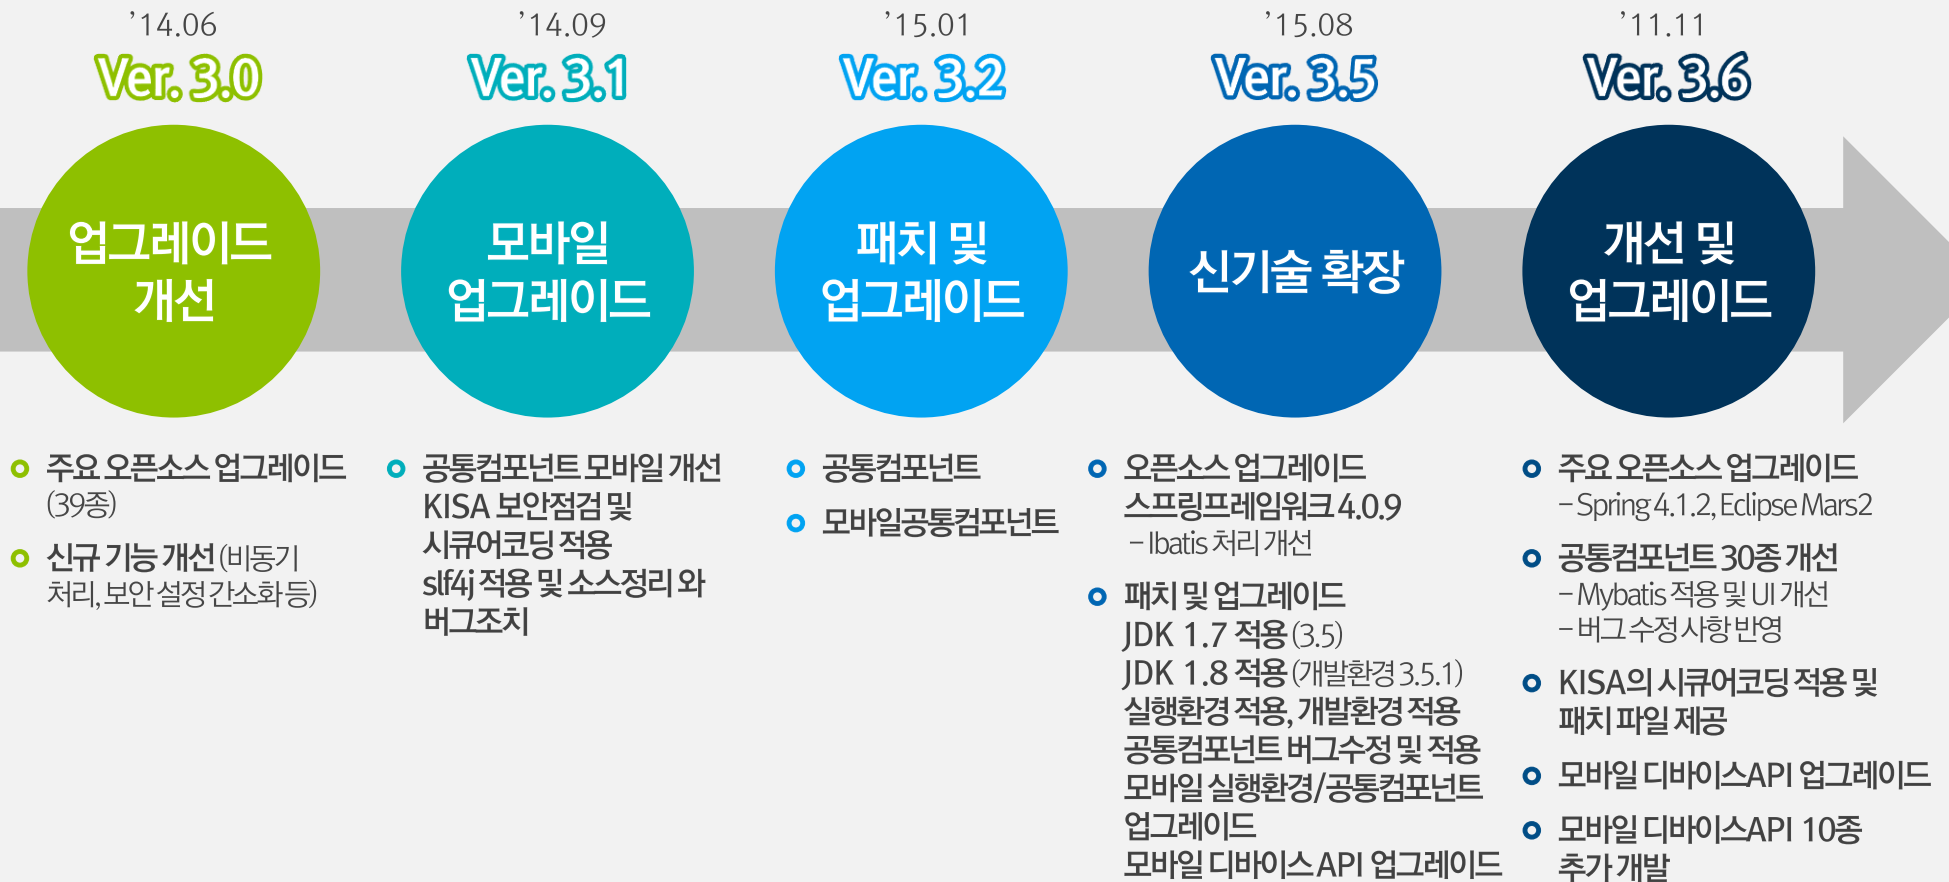 ’14.06
Ver. 3.0
업그레이드
개선
주요 오픈소스 업그레이드
(39종)
신규 기능 개선 (비동기
처리, 보안 설정 간소화 등)
’14.09
Ver. 3.1
모바일
업그레이드
공통컴포넌트 모바일 개선
KISA 보안점검 및
시큐어코딩 적용
slf4j 적용 및 소스정리 와
버그조치
’15.01
Ver. 3.2
패치 및
업그레이드
공통컴포넌트
모바일공통컴포넌트
’15.08
Ver. 3.5
신기술 확장
오픈소스 업그레이드
스프링프레임워크 4.0.9
– Ibatis 처리 개선
패치 및 업그레이드
JDK 1.7 적용 (3.5)
JDK 1.8 적용 (개발환경 3.5.1)
실행환경 적용, 개발환경 적용
공통컴포넌트 버그수정 및 적용
모바일 실행환경/공통컴포넌트
업그레이드
모바일 디바이스 API 업그레이드
’11.11
Ver. 3.6
개선 및
업그레이드
주요 오픈소스 업그레이드
– Spring 4.1.2, Eclipse Mars2
공통컴포넌트 30종 개선
– Mybatis 적용 및 UI 개선
– 버그 수정 사항 반영
KISA의 시큐어코딩 적용 및
패치 파일 제공
모바일 디바이스API 업그레이드
모바일 디바이스API 10종
추가 개발